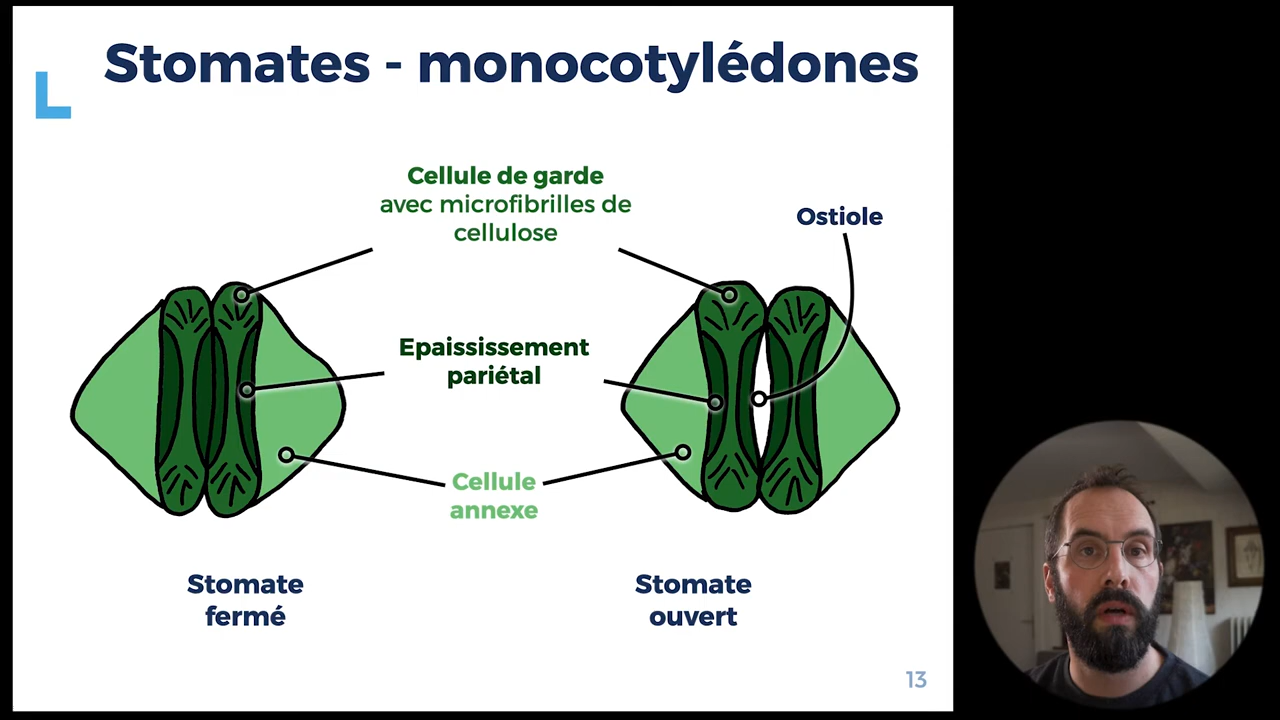 Stomates - monocotylédones
Cellule de garde
avec microfibrilles de
cellulose
Ostiole
Epaississement
pariétal
Cellule
annexe
Stomate
fermé
Stomate
ouvert
13